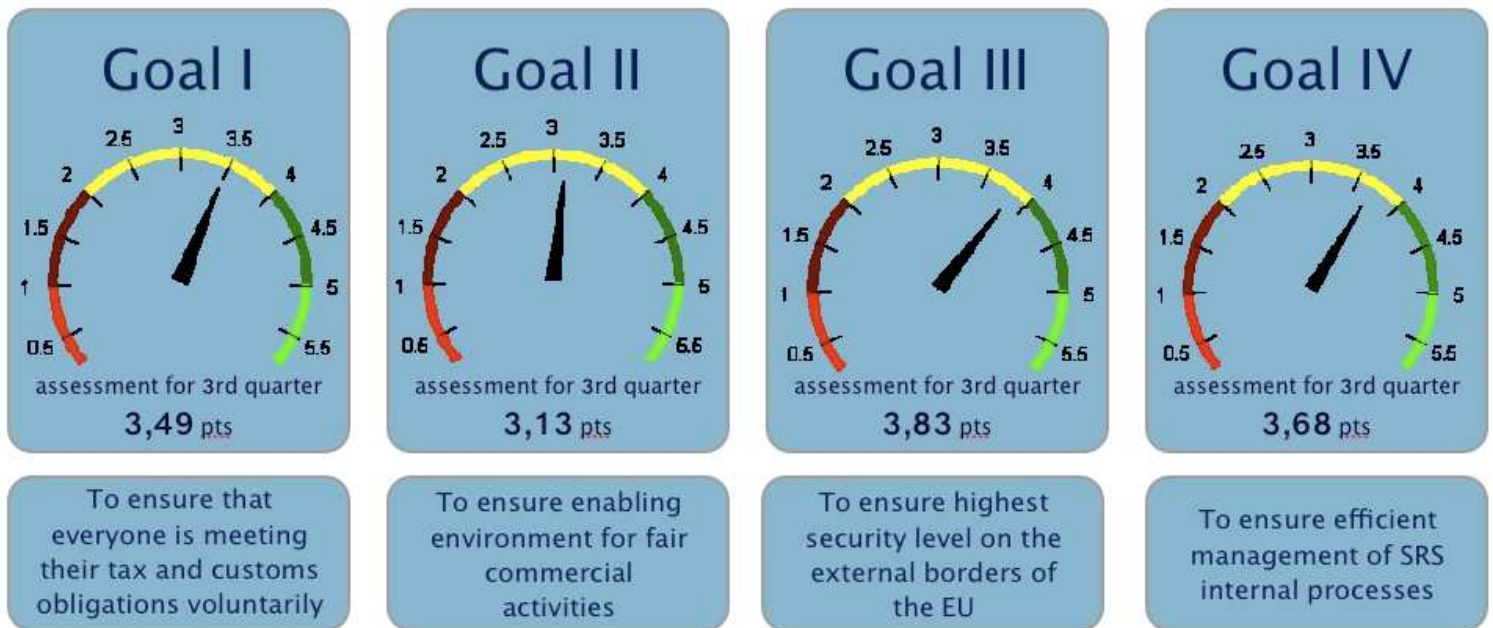 Goal I
3
2.5
3.5
2
4
1.5
4.5
1
5
0.5
5.5
assessment for 3rd quarter
3,49 pts
To ensure that
everyone is meeting
their tax and customs
obligations voluntarily
Goal II
3
2.5
3.5
2
4
1.5
4.5
1
5
0.5
5.5
assessment for 3rd quarter
3,13 pts
To ensure enabling
environment for fair
commercial
activities
Goal III
3
2.5
3.5
2
4
1.5
4.5
1
5
0.5
5.5
assessment for 3rd quarter
3,83 pts
To ensure highest
security level on the
external borders of
the EU
Goal IV
3
2.5
3.5
2
4
1.5
4.5
1
5
0.5
5.5
assessment for 3rd quarter
3,68 pts
To ensure efficient
management of SRS
internal processes